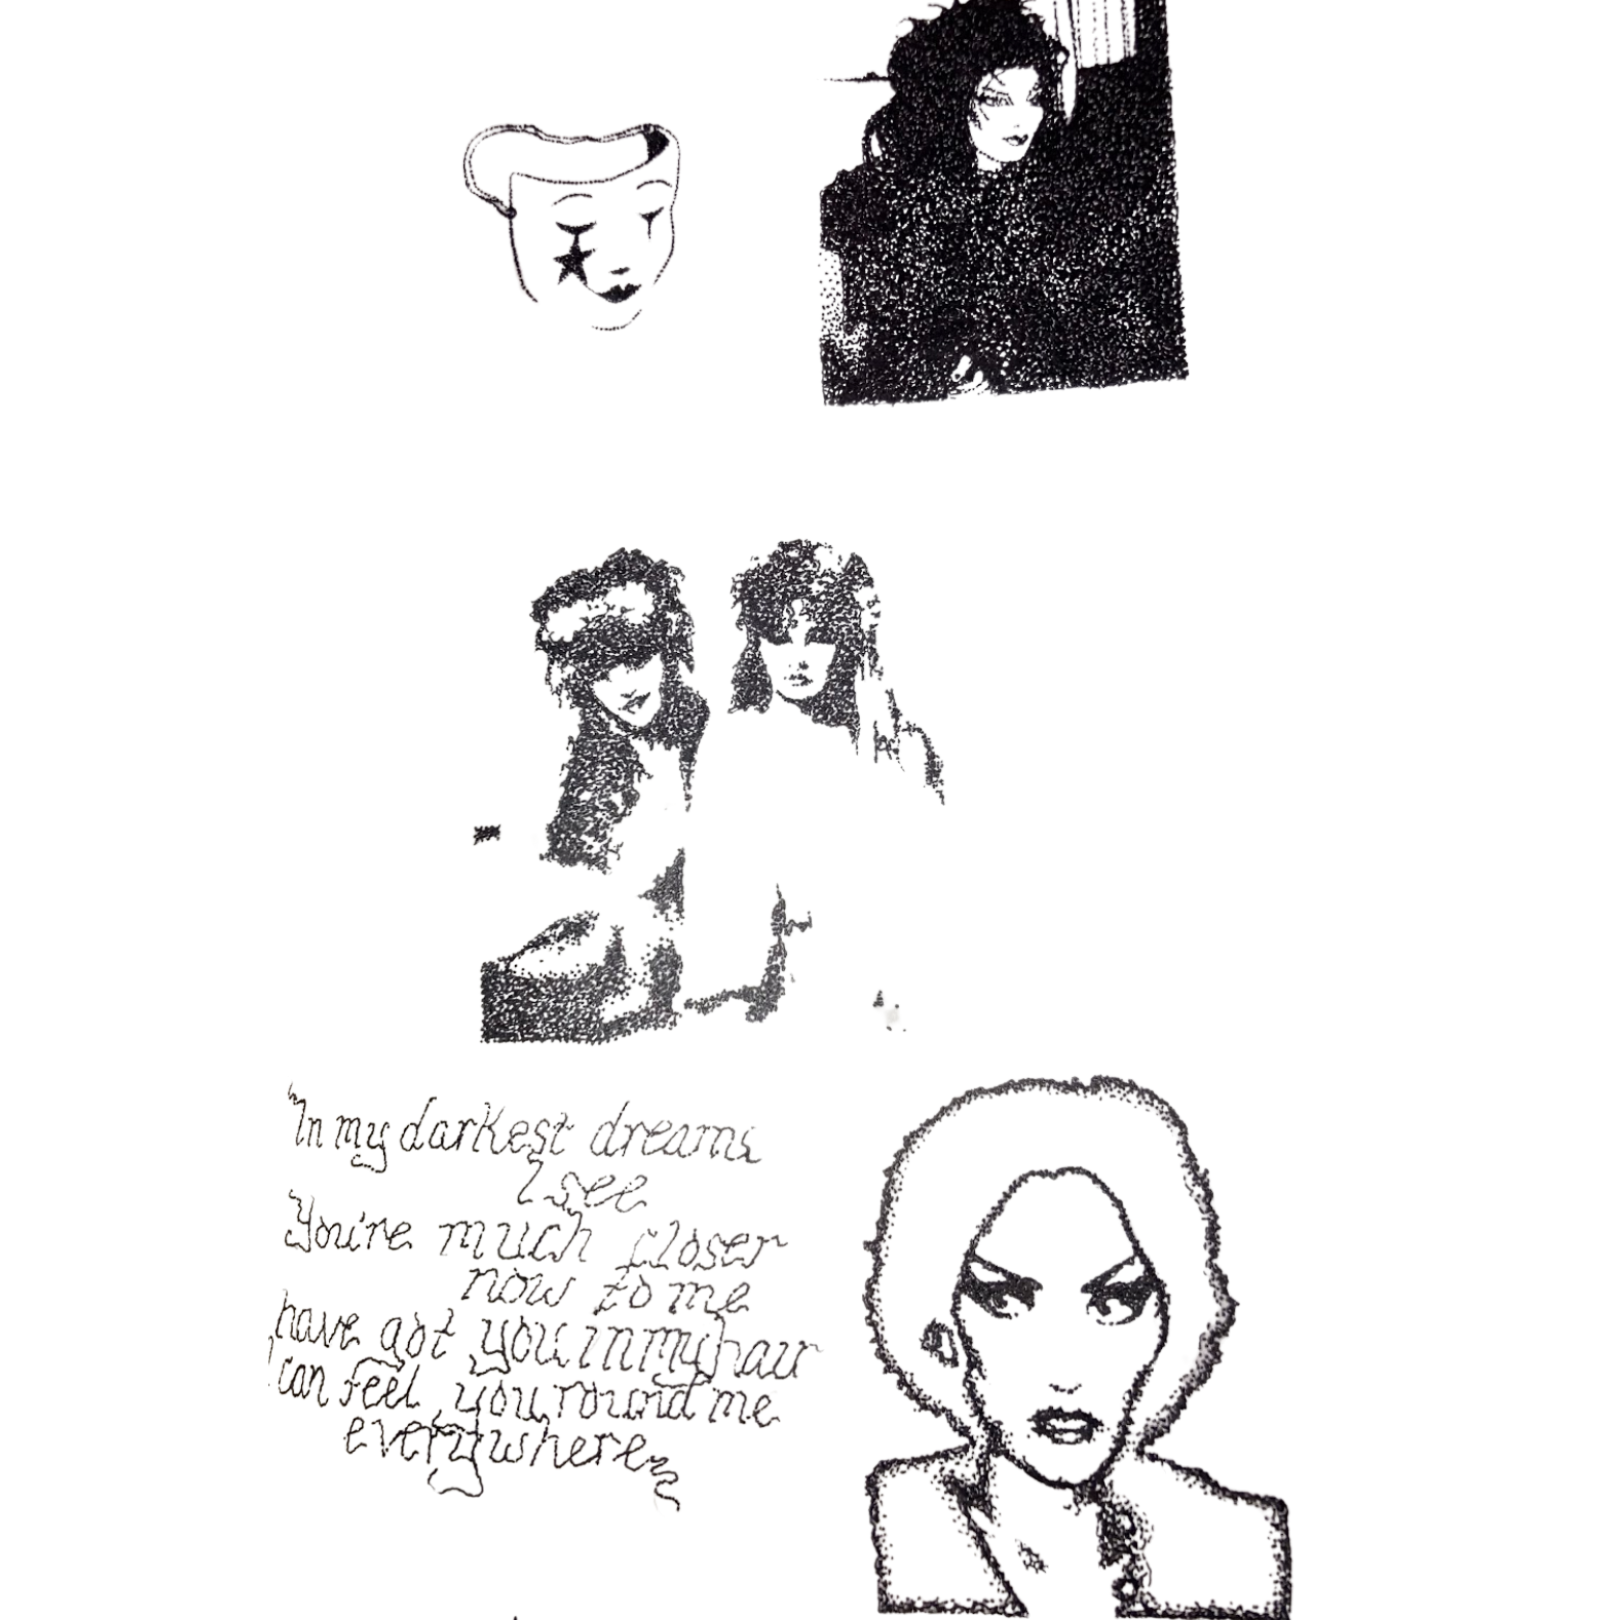 "In my darkest dreams
I see
You're much closer
now to me
have got you in my hair
I can feel you round me
everywhere"